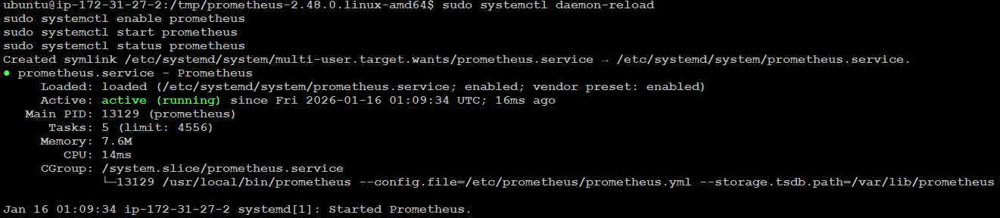 ubuntu@ip-172-31-27-2:/tmp/prometheus-2.48.0.linux-amd64$ sudo systemctl daemon-reload
sudo systemctl enable prometheus
sudo systemctl start prometheus
sudo systemctl status prometheus
Created symlink /etc/systemd/system/multi-user.target.wants/prometheus.service → /etc/systemd/system/prometheus.service.
● prometheus.service - Prometheus
     Loaded: loaded (/etc/systemd/system/prometheus.service; enabled; vendor preset: enabled)
     Active: active (running) since Fri 2026-01-16 01:09:34 UTC; 16ms ago
   Main PID: 13129 (prometheus)
      Tasks: 5 (limit: 4556)
     Memory: 7.6M
        CPU: 14ms
     CGroup: /system.slice/prometheus.service
             └─13129 /usr/local/bin/prometheus --config.file=/etc/prometheus/prometheus.yml --storage.tsdb.path=/var/lib/prometheus
Jan 16 01:09:34 ip-172-31-27-2 systemd[1]: Started Prometheus.